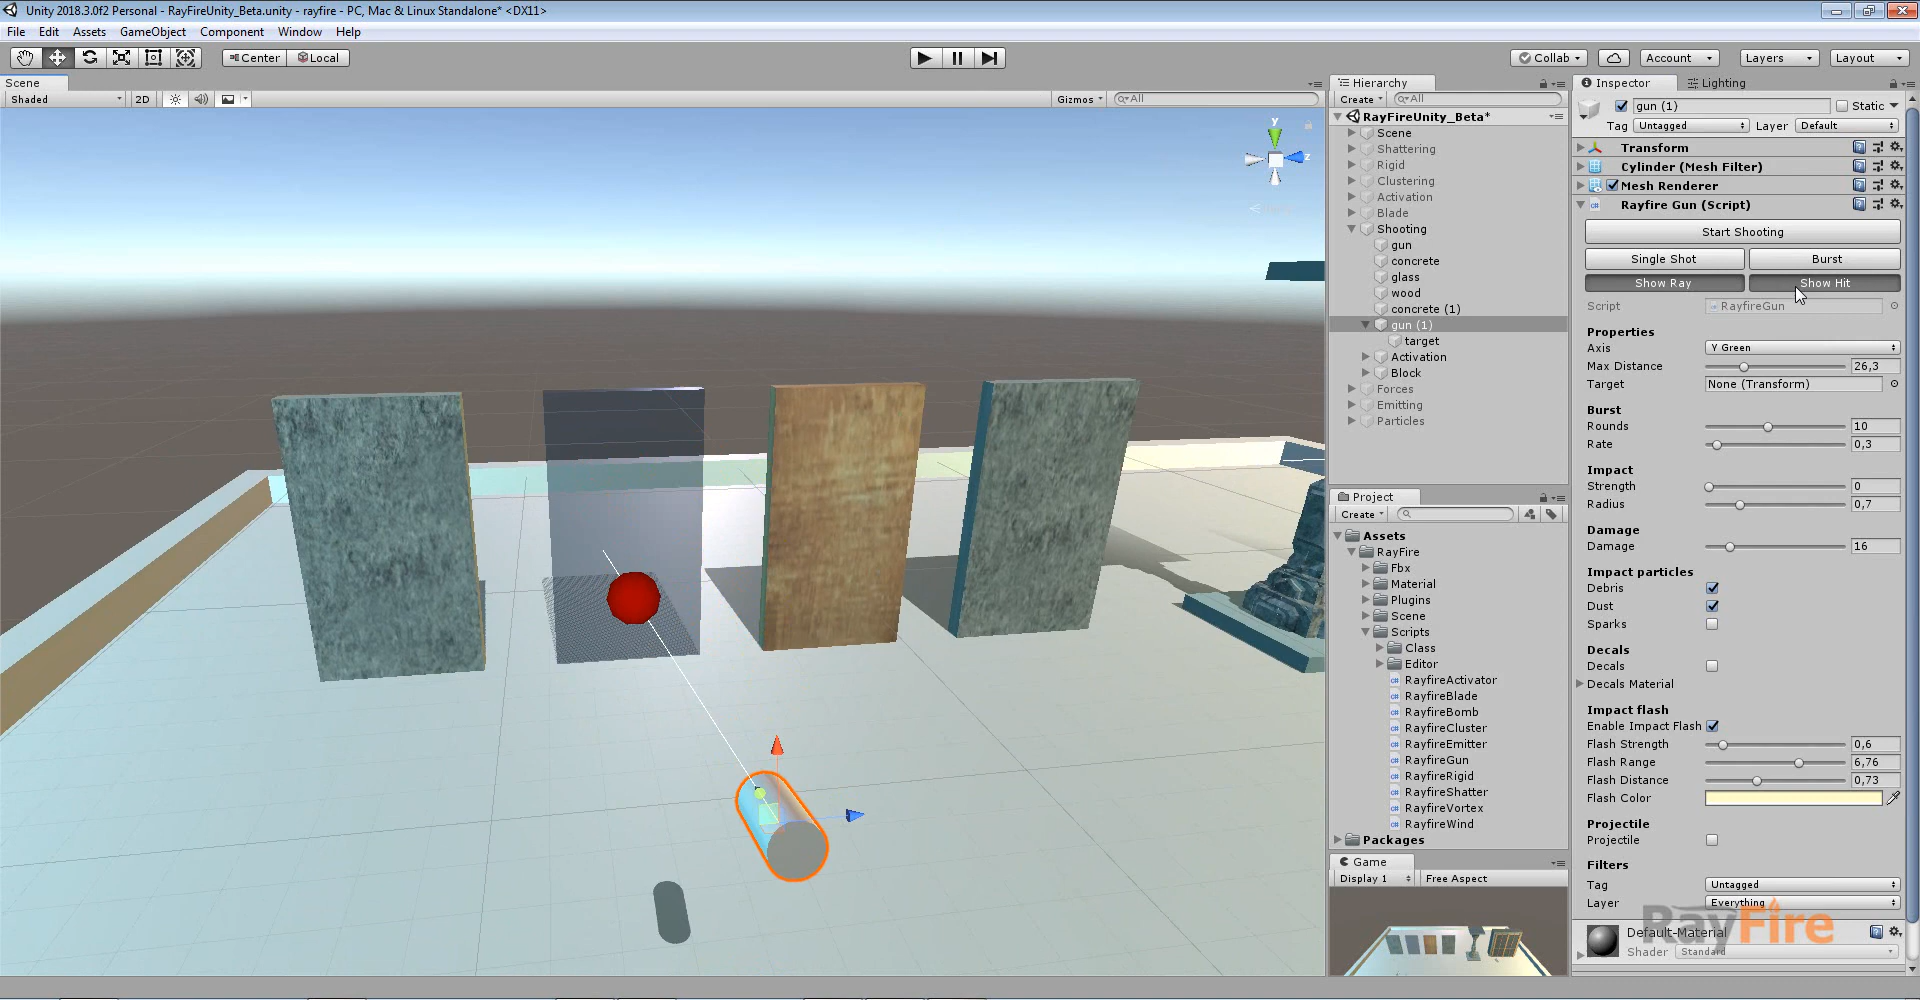 Unity 2018.3.0f2 Personal - RayFireUnity_Beta.unity - rayfire - PC, Mac & Linux Standalone* <DX11>
File Edit Assets GameObject Component Window Help
Center Local Collab Account Layers Layout
Scene
Shaded 2D Gizmos All
y
z
Hierarchy
Create All
RayFireUnity_Beta*
Scene
Shattering
Rigid
Clustering
Activation
Blade
Shooting
gun
concrete
glass
wood
concrete (1)
gun (1)
target
Activation
Block
Forces
Emitting
Particles
Project
Create
Assets
RayFire
Fbx
Material
Plugins
Scene
Scripts
Class
Editor
RayfireActivator
RayfireBlade
RayfireBomb
RayfireCluster
RayfireEmitter
RayfireGun
RayfireRigid
RayfireShatter
RayfireVortex
RayfireWind
Packages
Game
Display 1 Free Aspect
Inspector Lighting
gun (1) Static
Tag Untagged Layer Default
Transform
Cylinder (Mesh Filter)
Mesh Renderer
Rayfire Gun (Script)
Start Shooting
Single Shot Burst
Show Ray Show Hit
Script RayfireGun
Properties
Axis Y Green
Max Distance 26,3
Target None (Transform)
Burst
Rounds 10
Rate 0,3
Impact
Strength 0
Radius 0,7
Damage
Damage 16
Impact particles
Debris
Dust
Sparks
Decals
Decals
Decals Material
Impact flash
Enable Impact Flash
Flash Strength 0,6
Flash Range 6,76
Flash Distance 0,73
Flash Color
Projectile
Projectile
Filters
Tag Untagged
Layer Everything
Default-Material
Shader Standard
RayFire